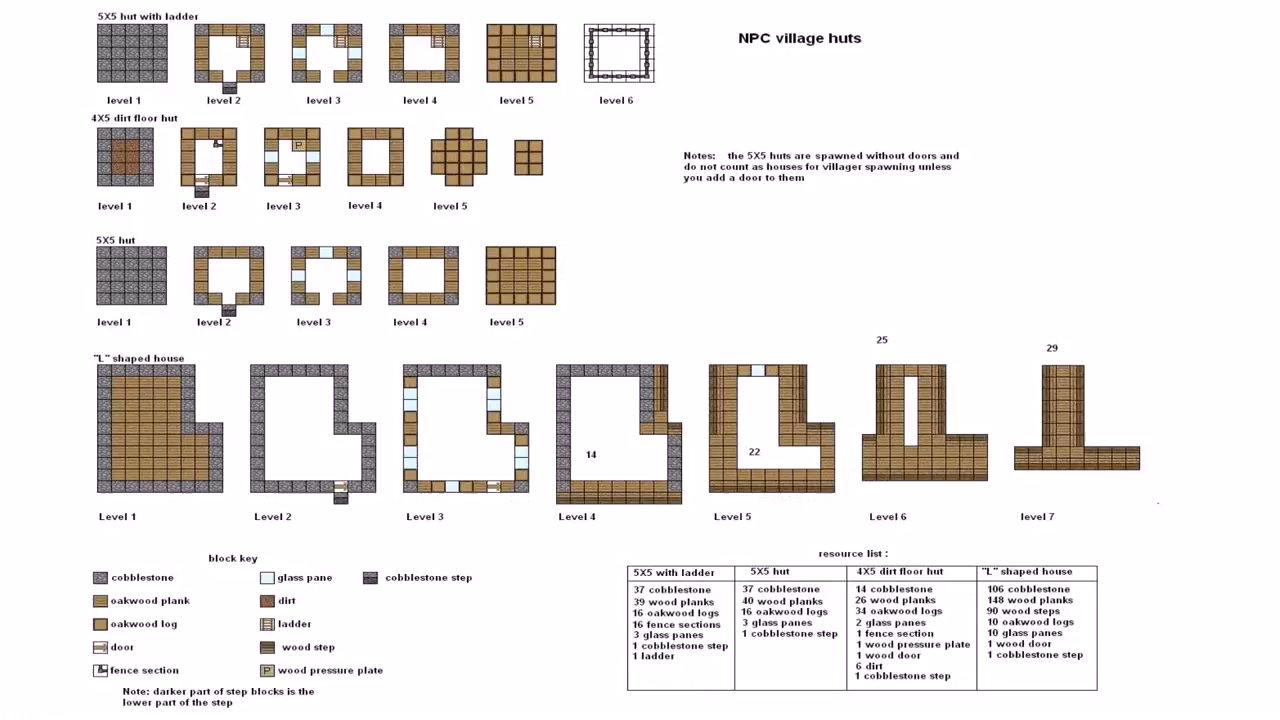 5X5 hut with ladder
NPC village huts
level 1
level 2
level 3
level 4
level 5
level 6
4X5 dirt floor hut
P
Notes: the 5X5 huts are spawned without doors and
do not count as houses for villager spawning unless
you add a door to them
level 1
level 2
level 3
level 4
level 5
5X5 hut
level 1
level 2
level 3
level 4
level 5
25
29
"L" shaped house
14
22
Level 1
Level 2
Level 3
Level 4
Level 5
Level 6
level 7
block key
cobblestone
glass pane
cobblestone step
oakwood plank
dirt
oakwood log
ladder
door
wood step
fence section
P
wood pressure plate
Note: darker part of step blocks is the
lower part of the step
resource list :
5X5 with ladder
37 cobblestone
39 wood planks
16 oakwood logs
16 fence sections
3 glass panes
1 cobblestone step
1 ladder
5X5 hut
37 cobblestone
40 wood planks
16 oakwood logs
3 glass panes
1 cobblestone step
4X5 dirt floor hut
14 cobblestone
26 wood planks
34 oakwood logs
2 glass panes
1 fence section
1 wood pressure plate
1 wood door
6 dirt
1 cobblestone step
"L" shaped house
106 cobblestone
148 wood planks
90 wood steps
10 oakwood logs
10 glass panes
1 wood door
1 cobblestone step